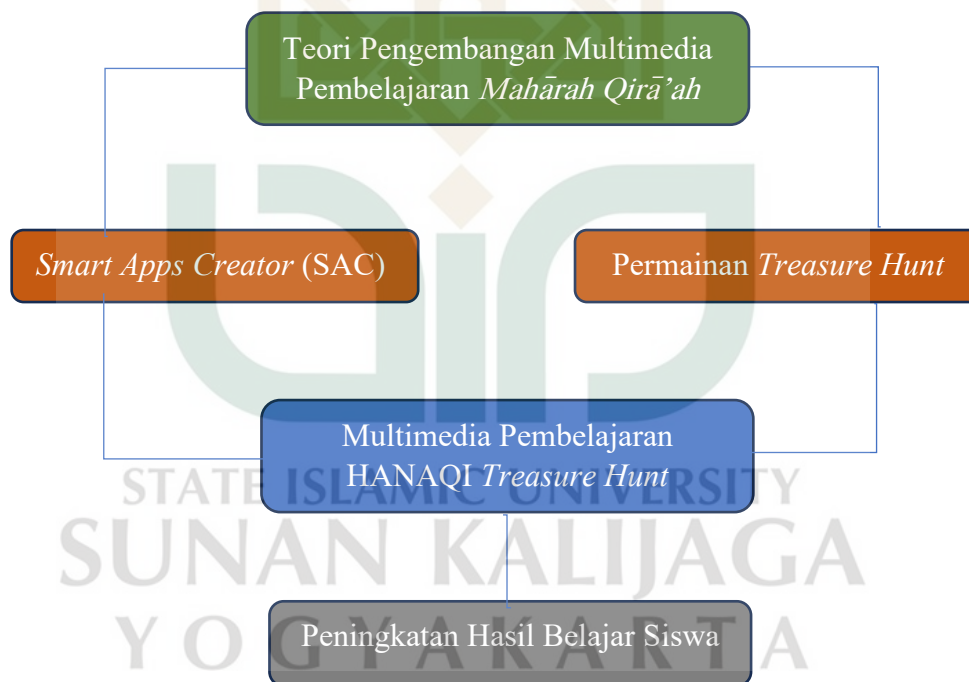 Teori Pengembangan Multimedia
Pembelajaran Mahārah Qirā’ah
Smart Apps Creator (SAC)
Permainan Treasure Hunt
Multimedia Pembelajaran
HANAQI Treasure Hunt
STATE ISLAMIC UNIVERSITY
SUNAN KALIJAGA
Peningkatan Hasil Belajar Siswa
YOGYAKARTA